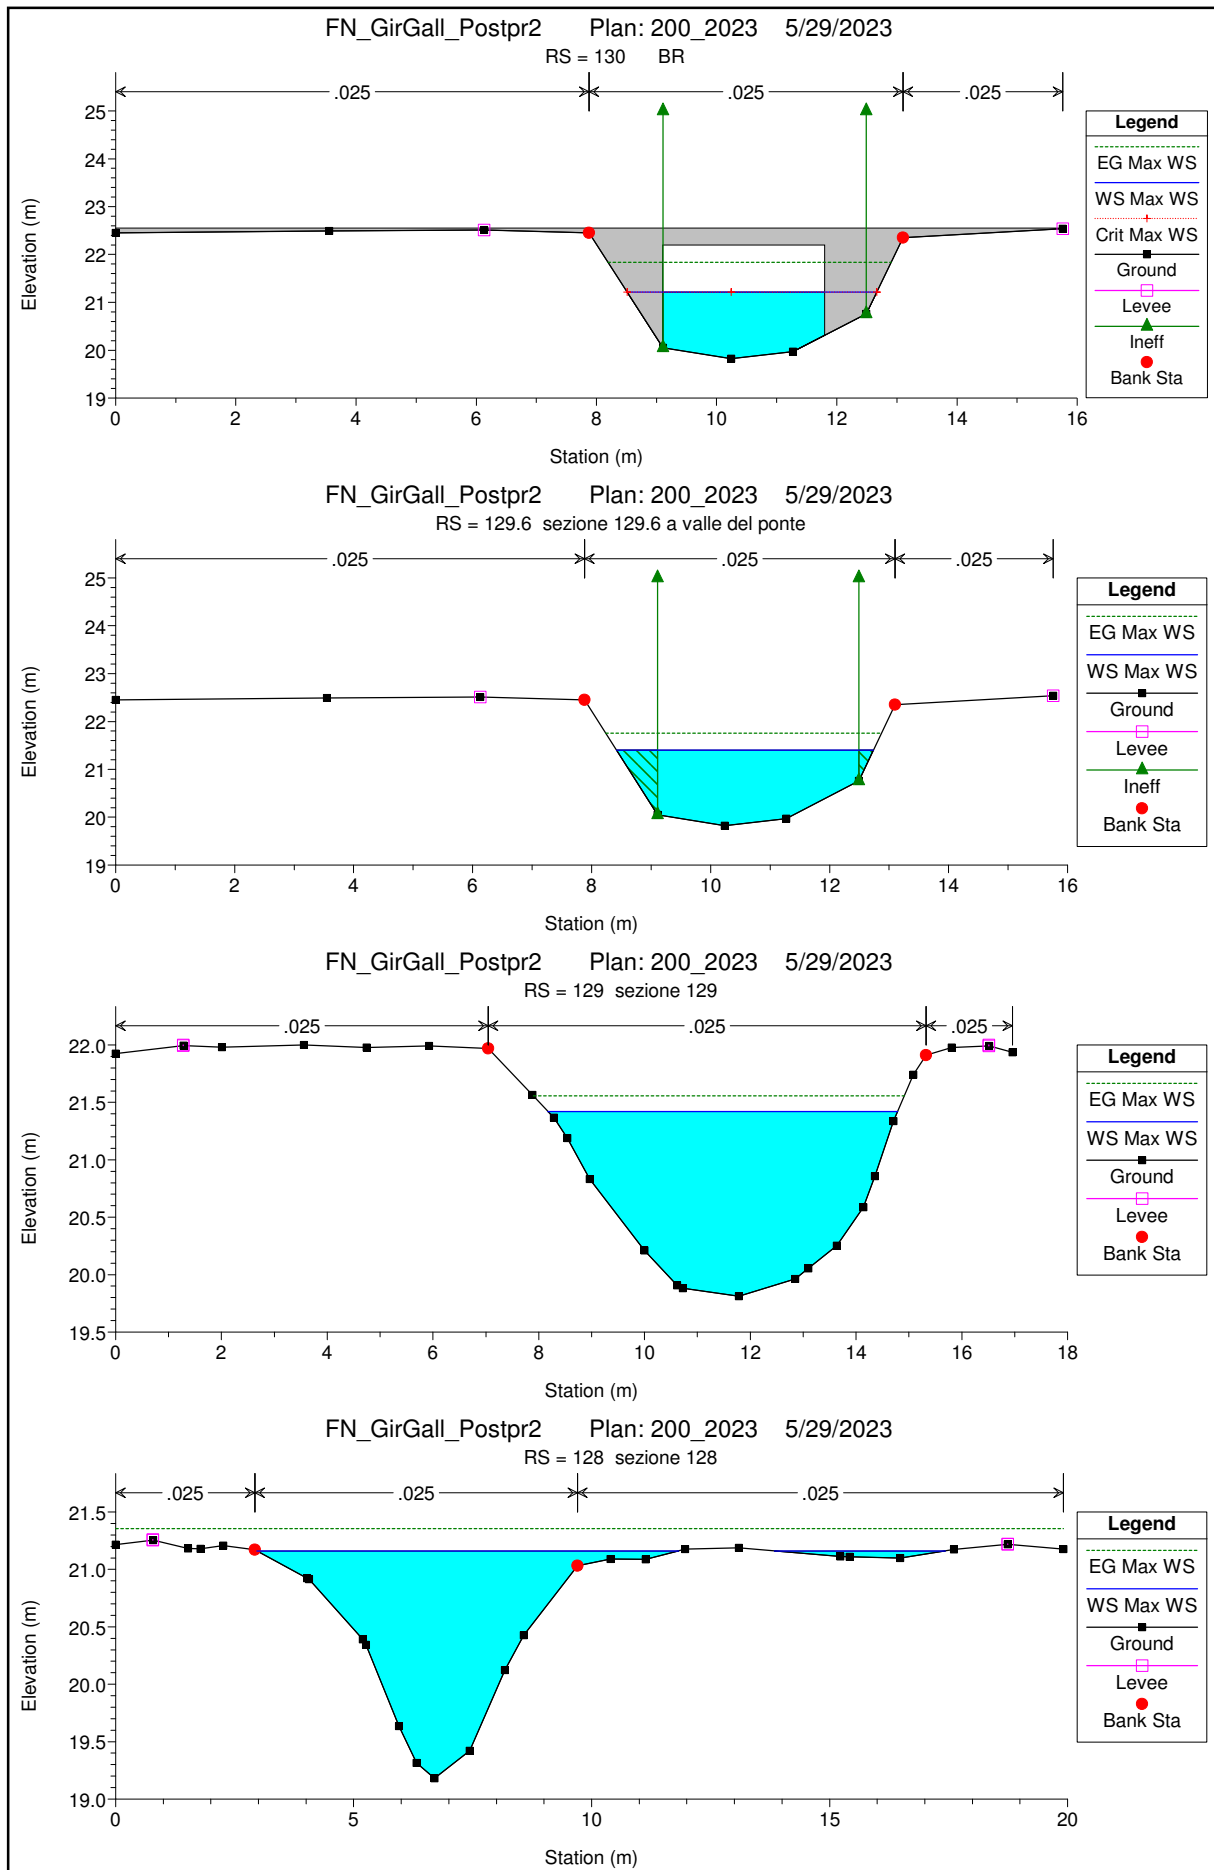 FN_GirGall_Postpr2 Plan: 200_2023 5/29/2023
RS = 130 BR
.025 .025 .025
25
24
23
22
21
20
19
Elevation (m)
0 2 4 6 8 10 12 14 16
Station (m)
Legend
EG Max WS
WS Max WS
Crit Max WS
Ground
Levee
Ineff
Bank Sta
FN_GirGall_Postpr2 Plan: 200_2023 5/29/2023
RS = 129.6 sezione 129.6 a valle del ponte
.025 .025 .025
25
24
23
22
21
20
19
Elevation (m)
0 2 4 6 8 10 12 14 16
Station (m)
Legend
EG Max WS
WS Max WS
Ground
Levee
Ineff
Bank Sta
FN_GirGall_Postpr2 Plan: 200_2023 5/29/2023
RS = 129 sezione 129
.025 .025 .025
22.0
21.5
21.0
20.5
20.0
19.5
Elevation (m)
0 2 4 6 8 10 12 14 16 18
Station (m)
Legend
EG Max WS
WS Max WS
Ground
Levee
Bank Sta
FN_GirGall_Postpr2 Plan: 200_2023 5/29/2023
RS = 128 sezione 128
.025 .025 .025
21.5
21.0
20.5
20.0
19.5
19.0
Elevation (m)
0 5 10 15 20
Station (m)
Legend
EG Max WS
WS Max WS
Ground
Levee
Bank Sta